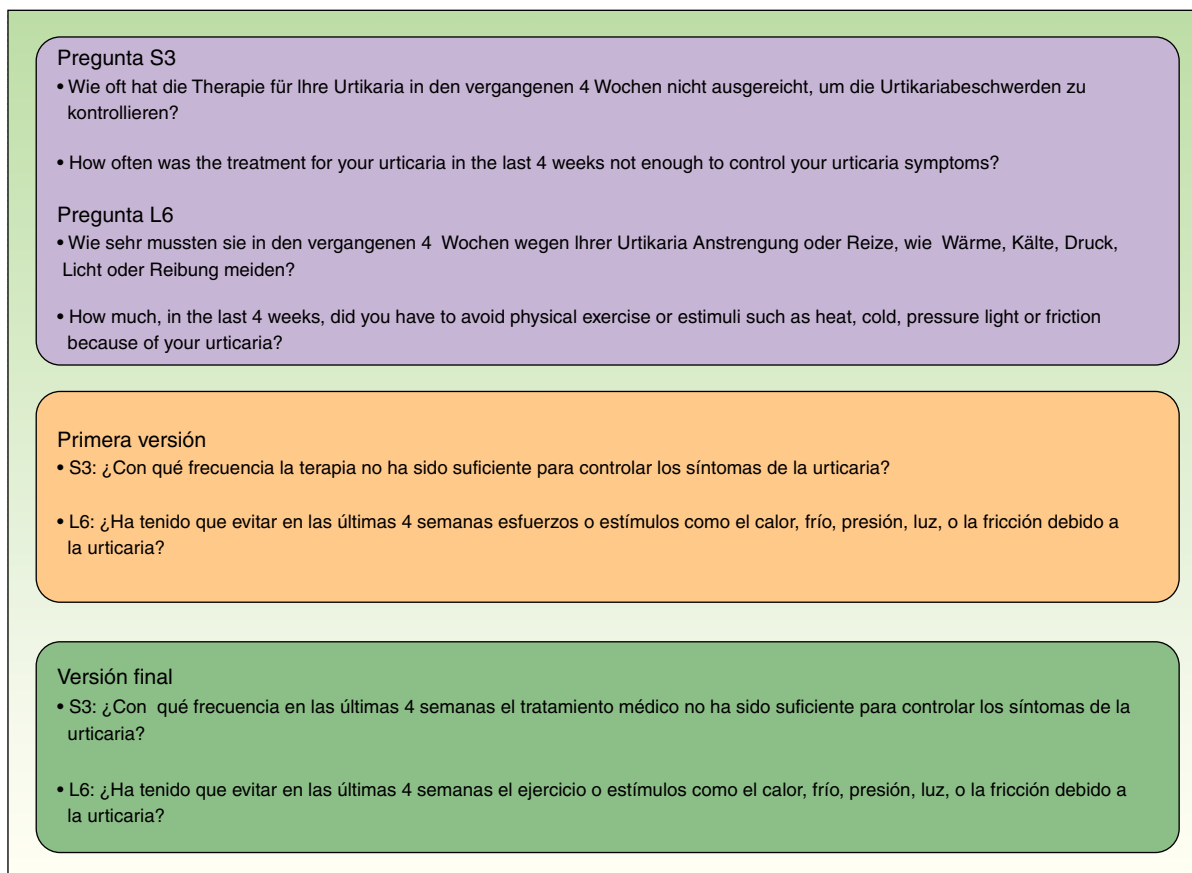 Pregunta S3
• Wie oft hat die Therapie für Ihre Urtikaria in den vergangenen 4 Wochen nicht ausgereicht, um die Urtikariabeschwerden zu
kontrollieren?
• How often was the treatment for your urticaria in the last 4 weeks not enough to control your urticaria symptoms?
Pregunta L6
• Wie sehr mussten sie in den vergangenen 4 Wochen wegen Ihrer Urtikaria Anstrengung oder Reize, wie Wärme, Kälte, Druck,
Licht oder Reibung meiden?
• How much, in the last 4 weeks, did you have to avoid physical exercise or estimuli such as heat, cold, pressure light or friction
because of your urticaria?
Primera versión
• S3: ¿Con qué frecuencia la terapia no ha sido suficiente para controlar los síntomas de la urticaria?
• L6: ¿Ha tenido que evitar en las últimas 4 semanas esfuerzos o estímulos como el calor, frío, presión, luz, o la fricción debido a
la urticaria?
Versión final
• S3: ¿Con qué frecuencia en las últimas 4 semanas el tratamiento médico no ha sido suficiente para controlar los síntomas de la
urticaria?
• L6: ¿Ha tenido que evitar en las últimas 4 semanas el ejercicio o estímulos como el calor, frío, presión, luz, o la fricción debido a
la urticaria?